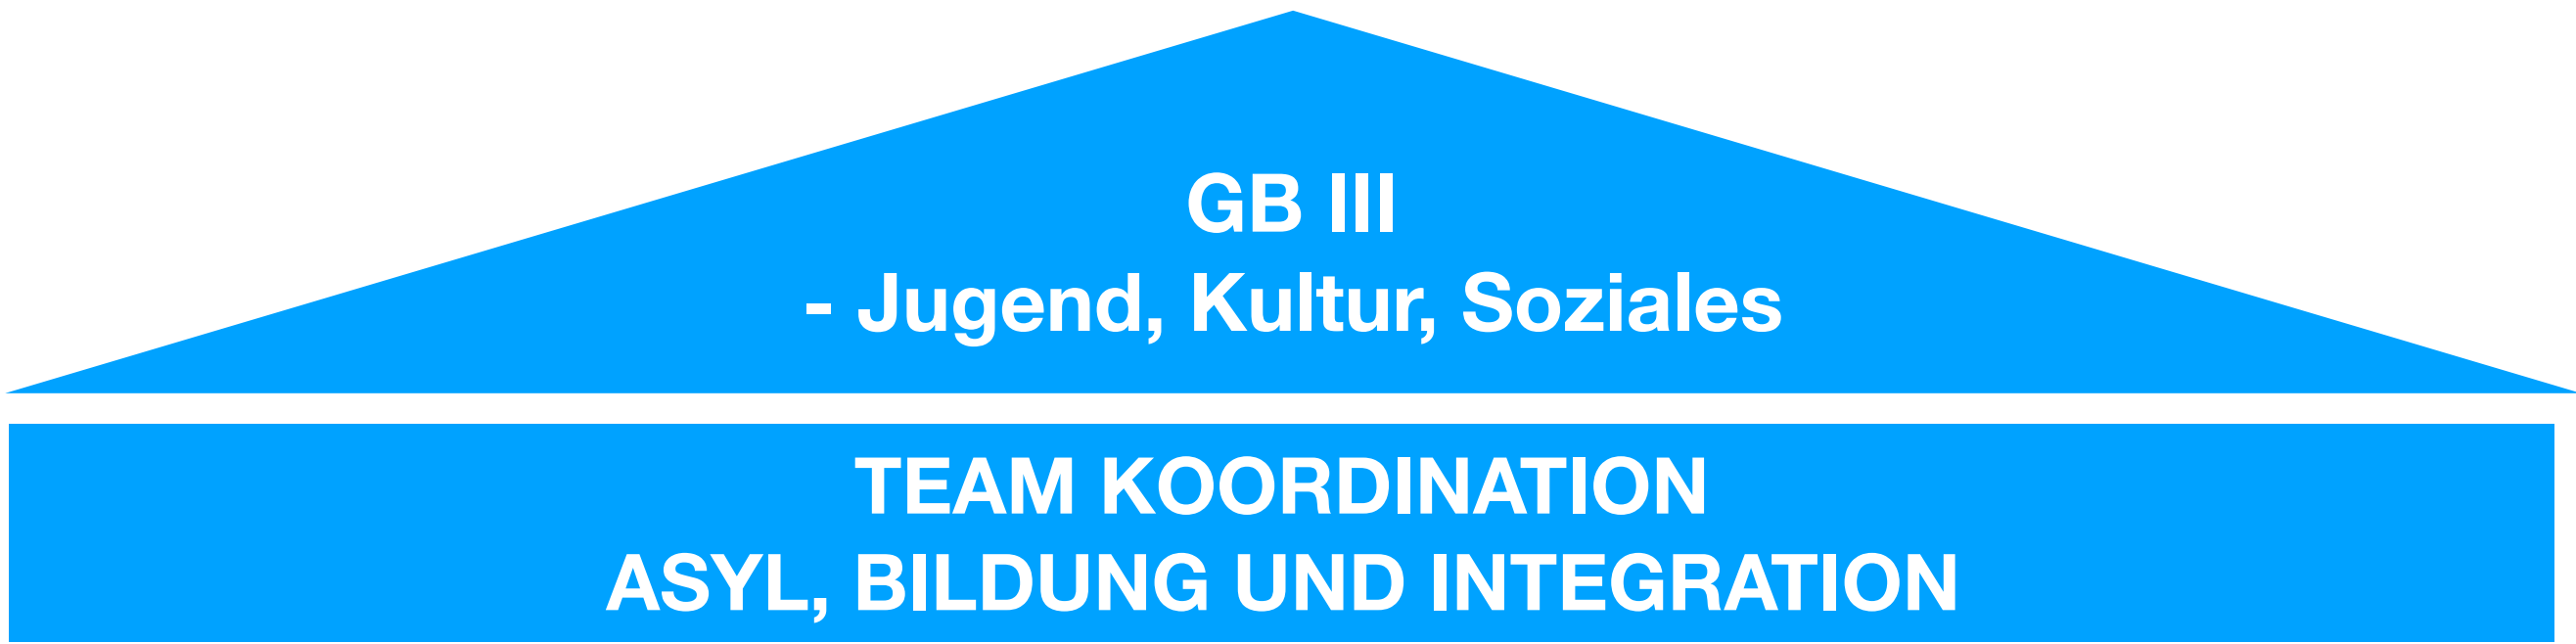 GB III
- Jugend, Kultur, Soziales
TEAM KOORDINATION
ASYL, BILDUNG UND INTEGRATION